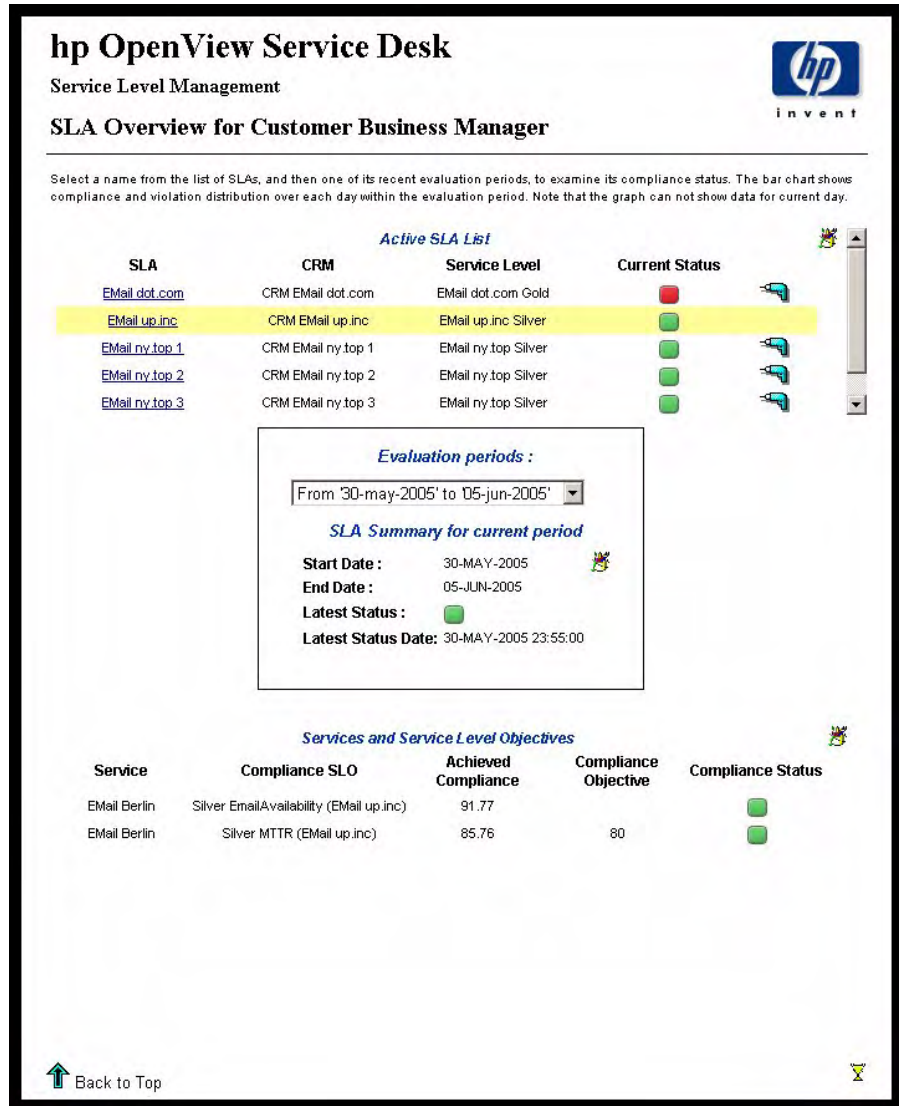 hp OpenView Service Desk
Service Level Management
SLA Overview for Customer Business Manager
hp
invent
Select a name from the list of SLAs, and then one of its recent evaluation periods, to examine its compliance status. The bar chart shows
compliance and violation distribution over each day within the evaluation period. Note that the graph can not show data for current day.
Active SLA List
SLA CRM Service Level Current Status
EMail dot.com CRM EMail dot.com EMail dot.com Gold
EMail up.inc CRM EMail up.inc EMail up.inc Silver
EMail ny.top 1 CRM EMail ny.top 1 EMail ny.top Silver
EMail ny.top 2 CRM EMail ny.top 2 EMail ny.top Silver
EMail ny.top 3 CRM EMail ny.top 3 EMail ny.top Silver
Evaluation periods :
From '30-may-2005' to '05-jun-2005'
SLA Summary for current period
Start Date : 30-MAY-2005
End Date : 05-JUN-2005
Latest Status :
Latest Status Date: 30-MAY-2005 23:55:00
Services and Service Level Objectives
Service Compliance SLO Achieved Compliance Compliance Objective Compliance Status
EMail Berlin Silver EmailAvailability (EMail up.inc) 91.77
EMail Berlin Silver MTTR (EMail up.inc) 85.76 80
Back to Top